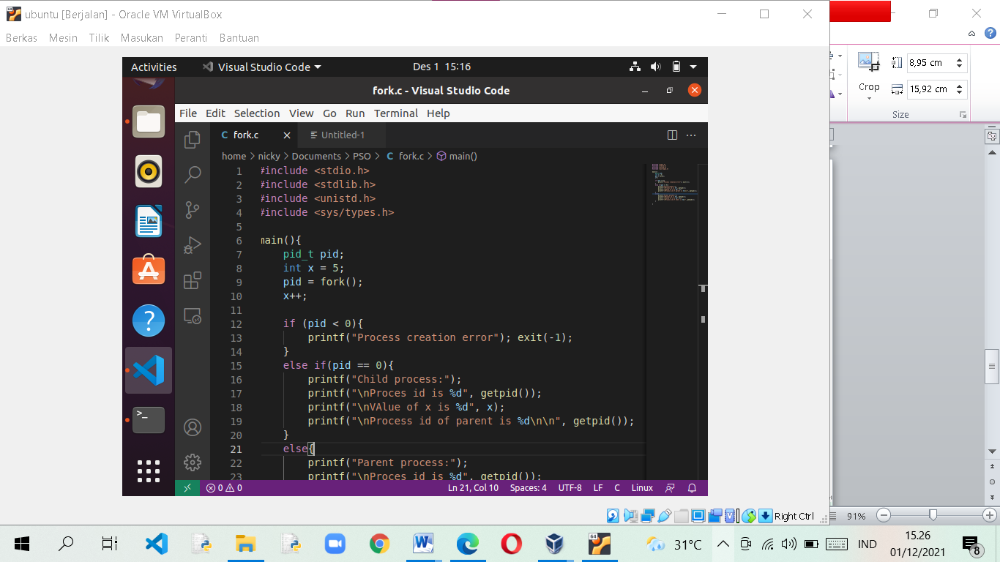 ubuntu [Berjalan] - Oracle VM VirtualBox
Berkas Mesin Tilik Masukan Peranti Bantuan
Activities Visual Studio Code Des 1 15:16
fork.c - Visual Studio Code
File Edit Selection View Go Run Terminal Help
C fork.c Untitled-1
home > nicky > Documents > PSO > C fork.c > main()
1 #include <stdio.h>
2 #include <stdlib.h>
3 #include <unistd.h>
4 #include <sys/types.h>
5
6 main(){
7 pid_t pid;
8 int x = 5;
9 pid = fork();
10 x++;
11
12 if (pid < 0){
13 printf("Process creation error"); exit(-1);
14 }
15 else if(pid == 0){
16 printf("Child process:");
17 printf("\nProces id is %d", getpid());
18 printf("\nVAlue of x is %d", x);
19 printf("\nProcess id of parent is %d\n\n", getpid());
20 }
21 else{
22 printf("Parent process:");
23 printf("\nProces id is %d", getpid());
0 0 Ln 21, Col 10 Spaces: 4 UTF-8 LF C Linux
Right Ctrl
8,95 cm
Crop 15,92 cm
Size
91%
64
31°C IND 15.26
01/12/2021
8